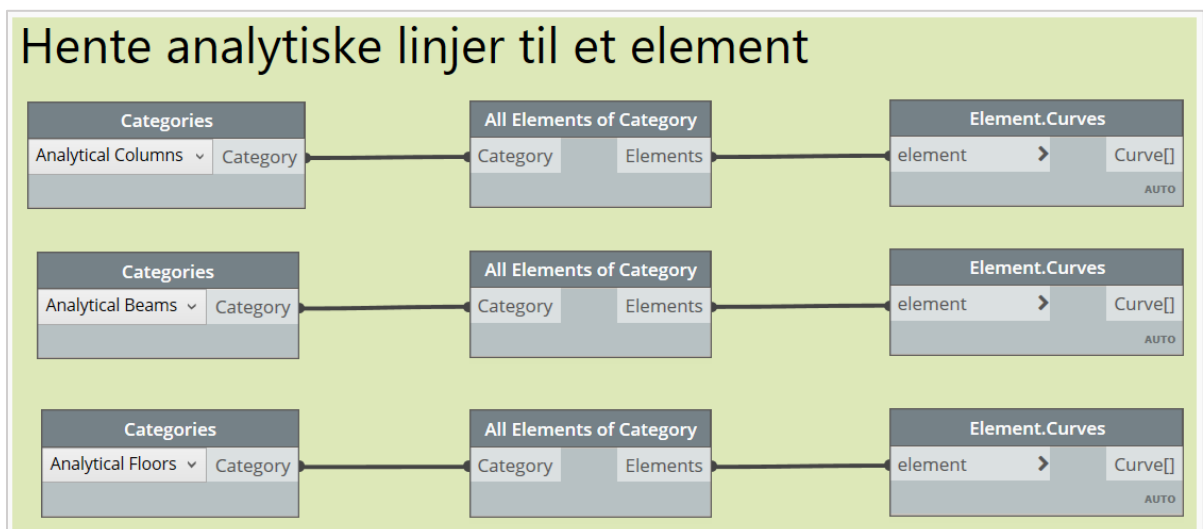 Hente analytiske linjer til et element
Categories
Analytical Columns Category
All Elements of Category
Category Elements
Element.Curves
element Curve[]
AUTO
Categories
Analytical Beams Category
All Elements of Category
Category Elements
Element.Curves
element Curve[]
AUTO
Categories
Analytical Floors Category
All Elements of Category
Category Elements
Element.Curves
element Curve[]
AUTO